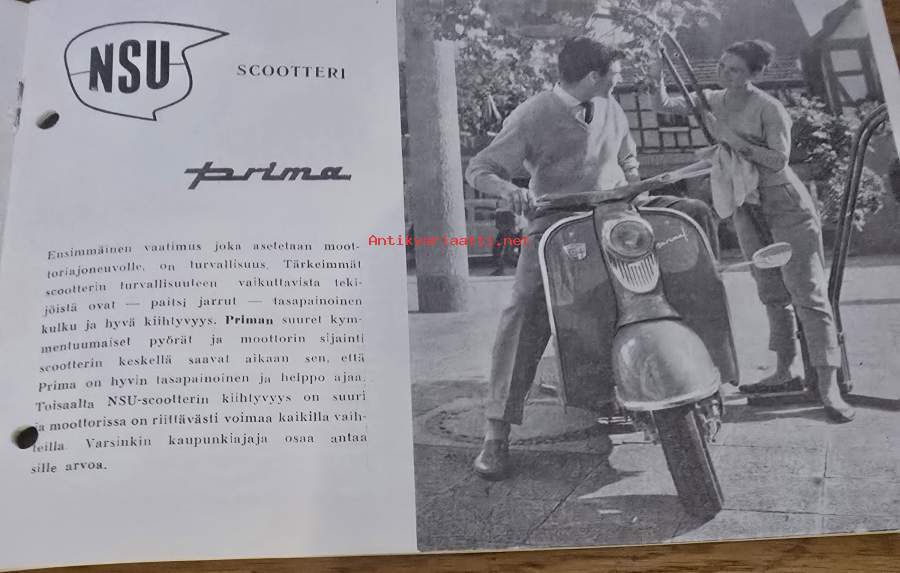 NSU
SCOOTTERI
prima
Ensimmäinen vaatimus joka asetetaan moot-
toriajoneuvolle, on turvallisuus. Tärkeimmät
scootterin turvallisuuteen vaikuttavista teki-
jöistä ovat — paitsi jarrut — tasapainoinen
kulku ja hyvä kiihtyvyys. Priman suuret kym-
mentuumaiset pyörät ja moottorin sijainti
scootterin keskellä saavat aikaan sen, että
Prima on hyvin tasapainoinen ja helppo ajaa.
Toisaalta NSU-scootterin kiihtyvyys on suuri
ja moottorissa on riittävästi voimaa kaikilla vaih-
teilla. Varsinkin kaupunkiajaja osaa antaa
sille arvoa.
Antikvariaatti.net
prima